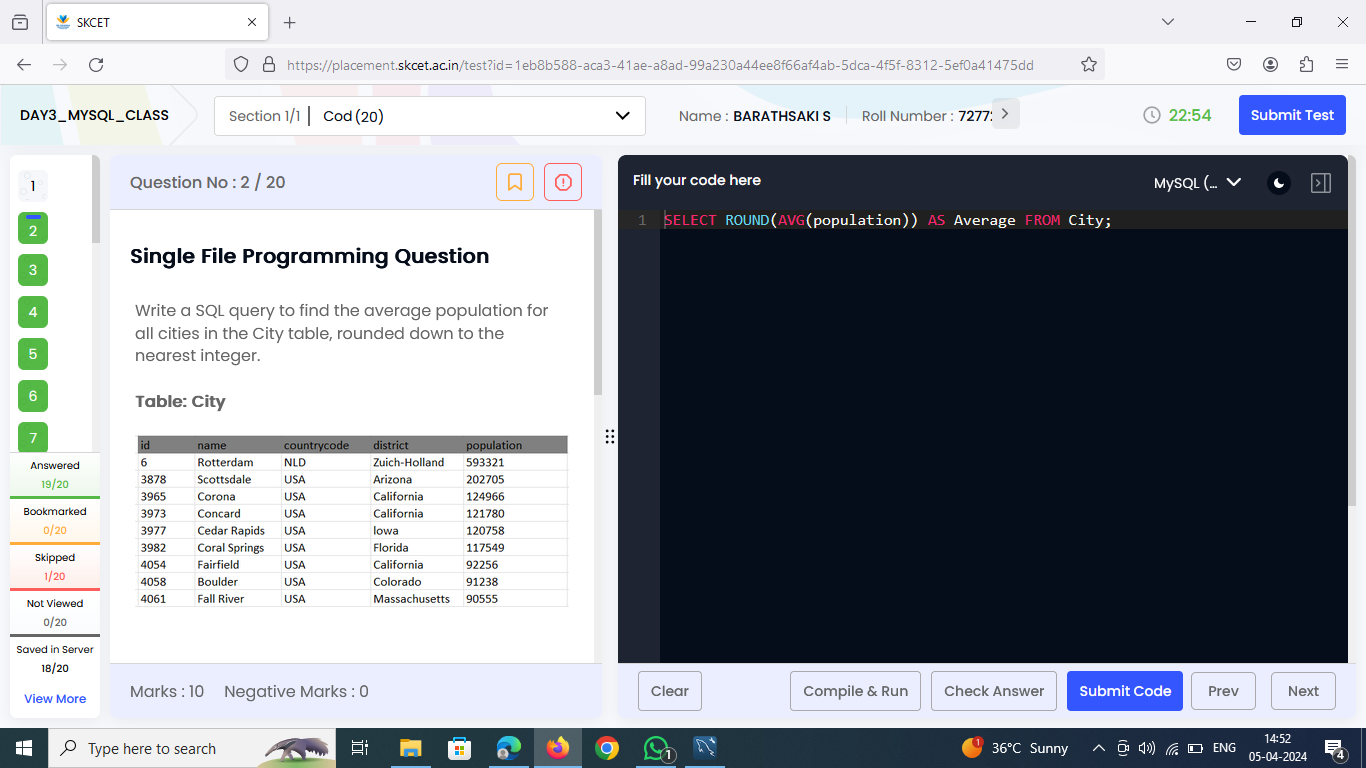 SKCET
https://placement.skcet.ac.in/test?id=1eb8b588-aca3-41ae-a8ad-99a230a44ee8f66af4ab-5dca-4f5f-8312-5ef0a41475dd
DAY3_MYSQL_CLASS
Section 1/1 | Cod (20)
Name : BARATHSAKI S
Roll Number : 7277
22:54
Submit Test
1
2
3
4
5
6
7
Answered
19/20
Bookmarked
0/20
Skipped
1/20
Not Viewed
0/20
Saved in Server
18/20
View More
Question No : 2 / 20
Single File Programming Question
Write a SQL query to find the average population for
all cities in the City table, rounded down to the
nearest integer.
Table: City
id name countrycode district population
6 Rotterdam NLD Zuich-Holland 593321
3878 Scottsdale USA Arizona 202705
3965 Corona USA California 124966
3973 Concard USA California 121780
3977 Cedar Rapids USA Iowa 120758
3982 Coral Springs USA Florida 117549
4054 Fairfield USA California 92256
4058 Boulder USA Colorado 91238
4061 Fall River USA Massachusetts 90555
Marks : 10 Negative Marks : 0
Fill your code here
MySQL (...
1 SELECT ROUND(AVG(population)) AS Average FROM City;
Clear
Compile & Run
Check Answer
Submit Code
Prev
Next
Type here to search
1
1
36°C Sunny
ENG
14:52
05-04-2024
4